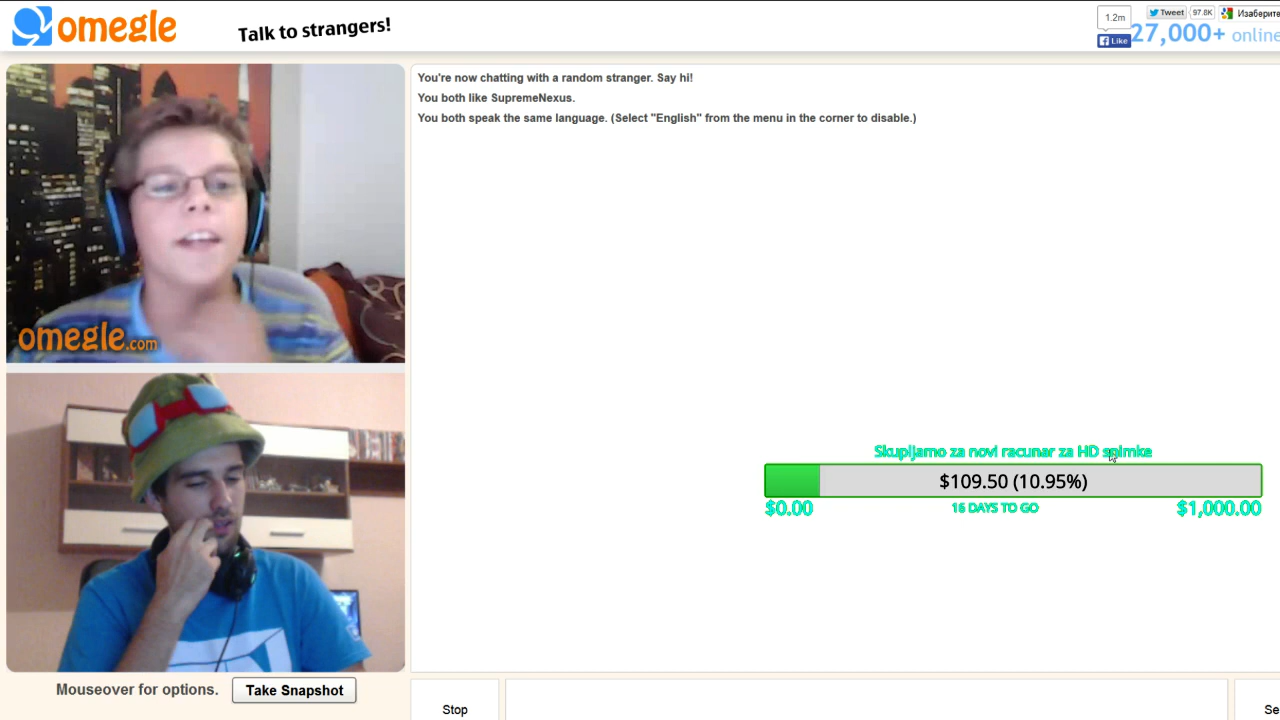 omegle
Talk to strangers!
1.2m
Like
Tweet
97.8K
Изаберите
27,000+ online
You're now chatting with a random stranger. Say hi!
You both like SupremeNexus.
You both speak the same language. (Select "English" from the menu in the corner to disable.)
omegle.com
Skupljamo za novi racunar za HD snimke
$109.50 (10.95%)
$0.00
16 DAYS TO GO
$1,000.00
Mouseover for options.
Take Snapshot
Stop
Se